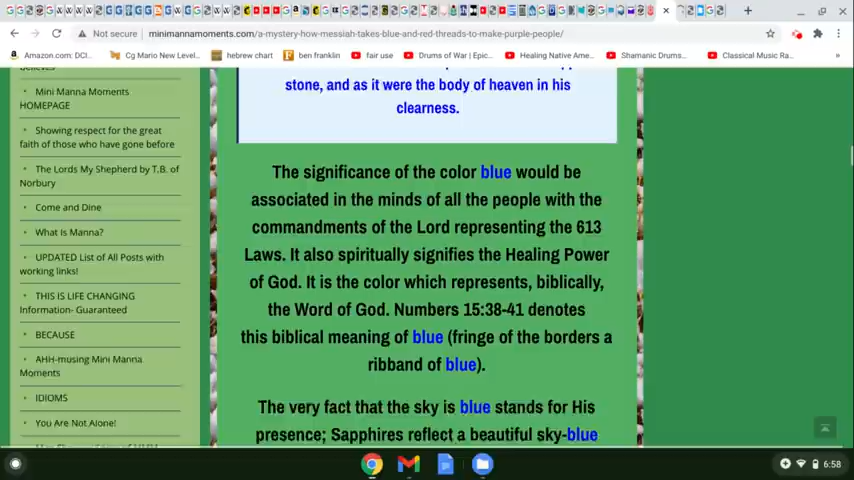 Not secure
minimannamoments.com/a-mystery-how-messiah-takes-blue-and-red-threads-to-make-purple-people/
Amazon.com: DCI...
Cg Mario New Level...
hebrew chart
ben franklin
fair use
Drums of War | Epic...
Healing Native Ame...
Shamanic Drums...
Classical Music Ra...
Mini Manna Moments
HOMEPAGE
Showing respect for the great
faith of those who have gone before
The Lords My Shepherd by T.B. of
Norbury
Come and Dine
What Is Manna?
UPDATED List of All Posts with
working links!
THIS IS LIFE CHANGING
Information- Guaranteed
BECAUSE
AHH-musing Mini Manna
Moments
IDIOMS
You Are Not Alone!
stone, and as it were the body of heaven in his
clearness.
The significance of the color blue would be
associated in the minds of all the people with the
commandments of the Lord representing the 613
Laws. It also spiritually signifies the Healing Power
of God. It is the color which represents, biblically,
the Word of God. Numbers 15:38-41 denotes
this biblical meaning of blue (fringe of the borders a
ribband of blue).
The very fact that the sky is blue stands for His
presence; Sapphires reflect a beautiful sky-blue
6:58